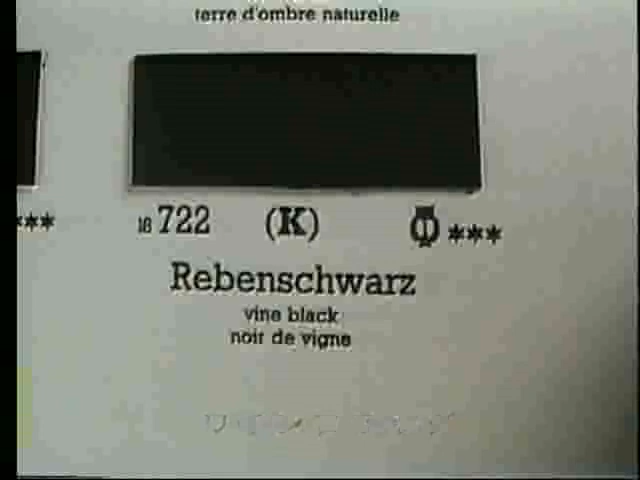 terre d'ombre naturelle
*** 18 722 (K) ***
Rebenschwarz
vine black
noir de vigne